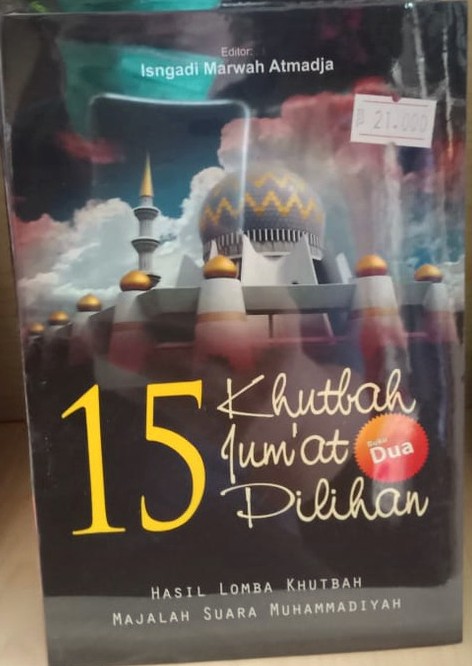 Editor:
Isngadi Marwah Atmadja
21.000
15
Khutbah
Jum'at
Pilihan
Buku
Dua
HASIL LOMBA KHUTBAH
MAJALAH SUARA MUHAMMADIYAH